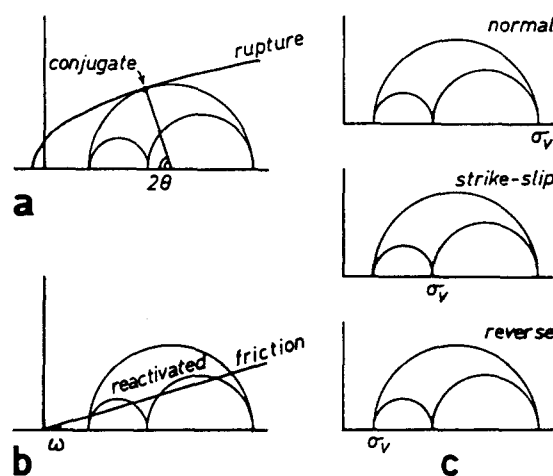 rupture
conjugate
2θ
a
reactivated
friction
ω
b
normal
σv
strike-slip
σv
reverse
σv
c